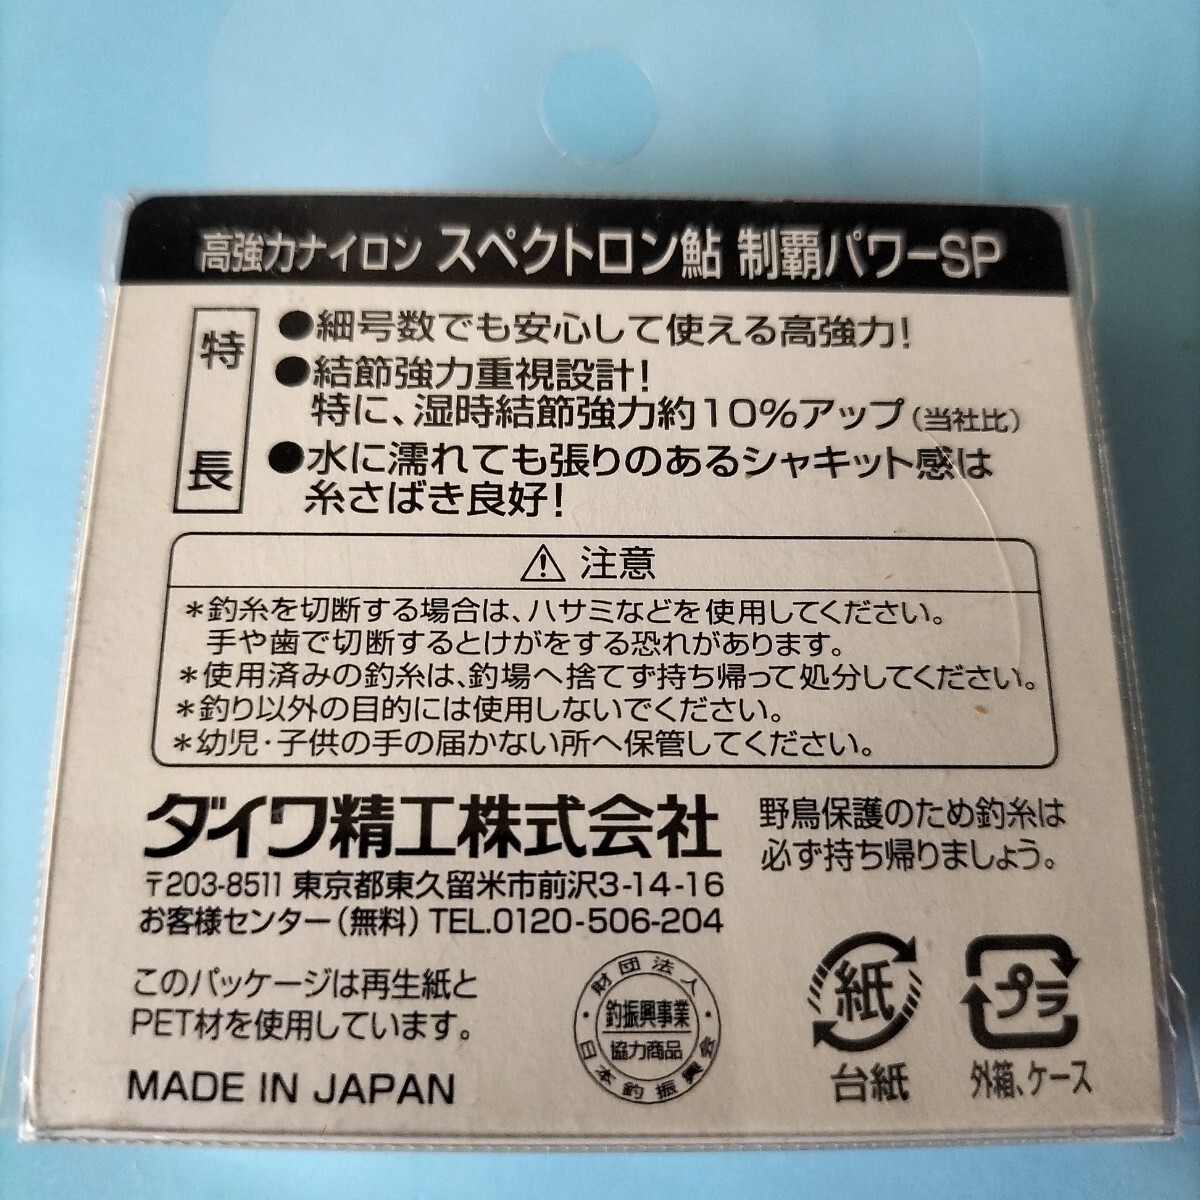 高強力ナイロン スペクトロン鮎 制覇パワーSP
特長
●細号数でも安心して使える高強力!
●結節強力重視設計!
特に、湿時結節強力約10%アップ(当社比)
●水に濡れても張りのあるシャキット感は
糸さばき良好!
⚠ 注意
*釣糸を切断する場合は、ハサミなどを使用してください。
手や歯で切断するとけがをする恐れがあります。
*使用済みの釣糸は、釣場へ捨てず持ち帰って処分してください。
*釣り以外の目的には使用しないでください。
*幼児・子供の手の届かない所へ保管してください。
ダイワ精工株式会社
〒203-8511 東京都東久留米市前沢3-14-16
お客様センター(無料) TEL.0120-506-204
野鳥保護のため釣糸は
必ず持ち帰りましょう。
このパッケージは再生紙と
PET材を使用しています。
MADE IN JAPAN
・財団法人・
釣振興事業
協力商品
日本釣振興会
紙
台紙
プラ
外箱、ケース